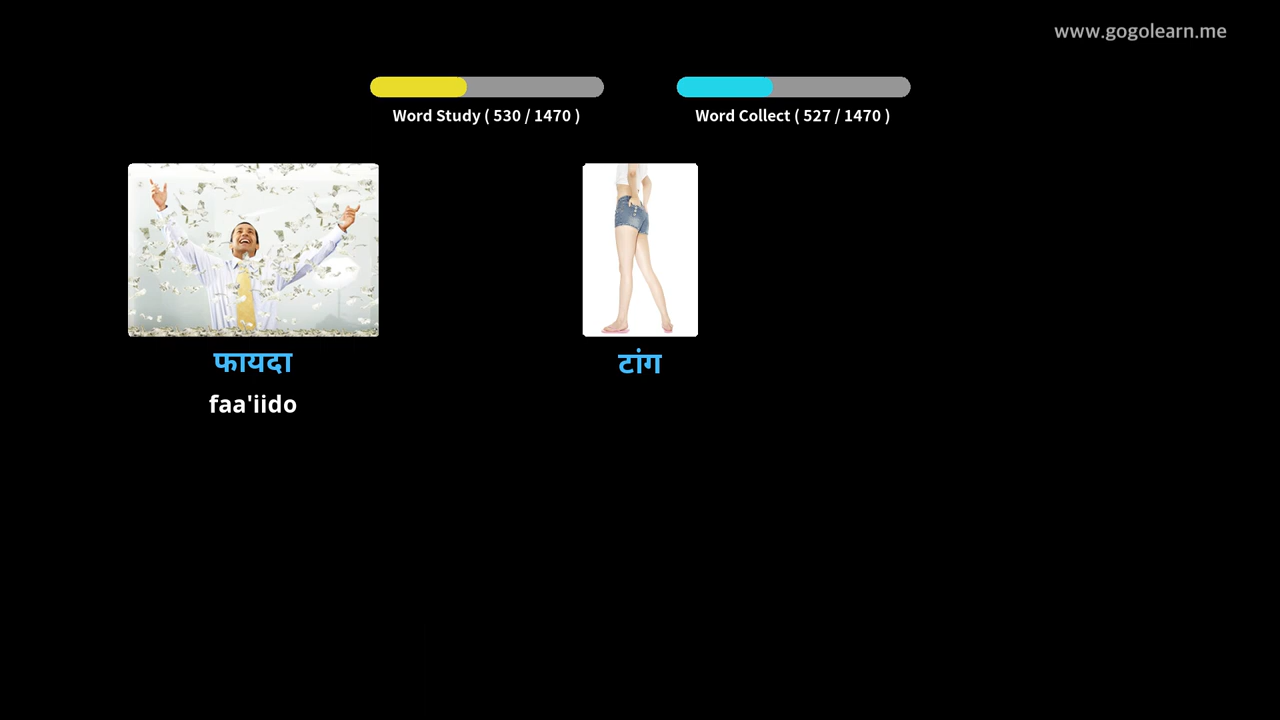 www.gogolearn.me
Word Study ( 530 / 1470 )
Word Collect ( 527 / 1470 )
फायदा
टांग
faa'iido